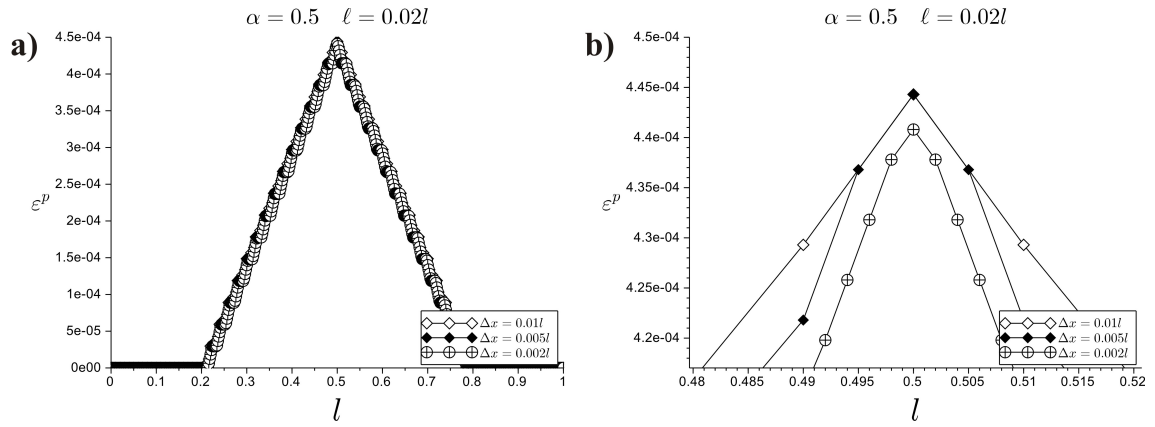 a)
α = 0.5 ℓ = 0.02l
4.5e-04
4e-04
3.5e-04
3e-04
2.5e-04
2e-04
1.5e-04
1e-04
5e-05
0e00
εᵖ
0 0.1 0.2 0.3 0.4 0.5 0.6 0.7 0.8 0.9 1
l
Δx = 0.01l
Δx = 0.005l
Δx = 0.002l
b)
α = 0.5 ℓ = 0.02l
4.5e-04
4.45e-04
4.4e-04
4.35e-04
4.3e-04
4.25e-04
4.2e-04
εᵖ
0.48 0.485 0.49 0.495 0.5 0.505 0.51 0.515 0.52
l
Δx = 0.01l
Δx = 0.005l
Δx = 0.002l